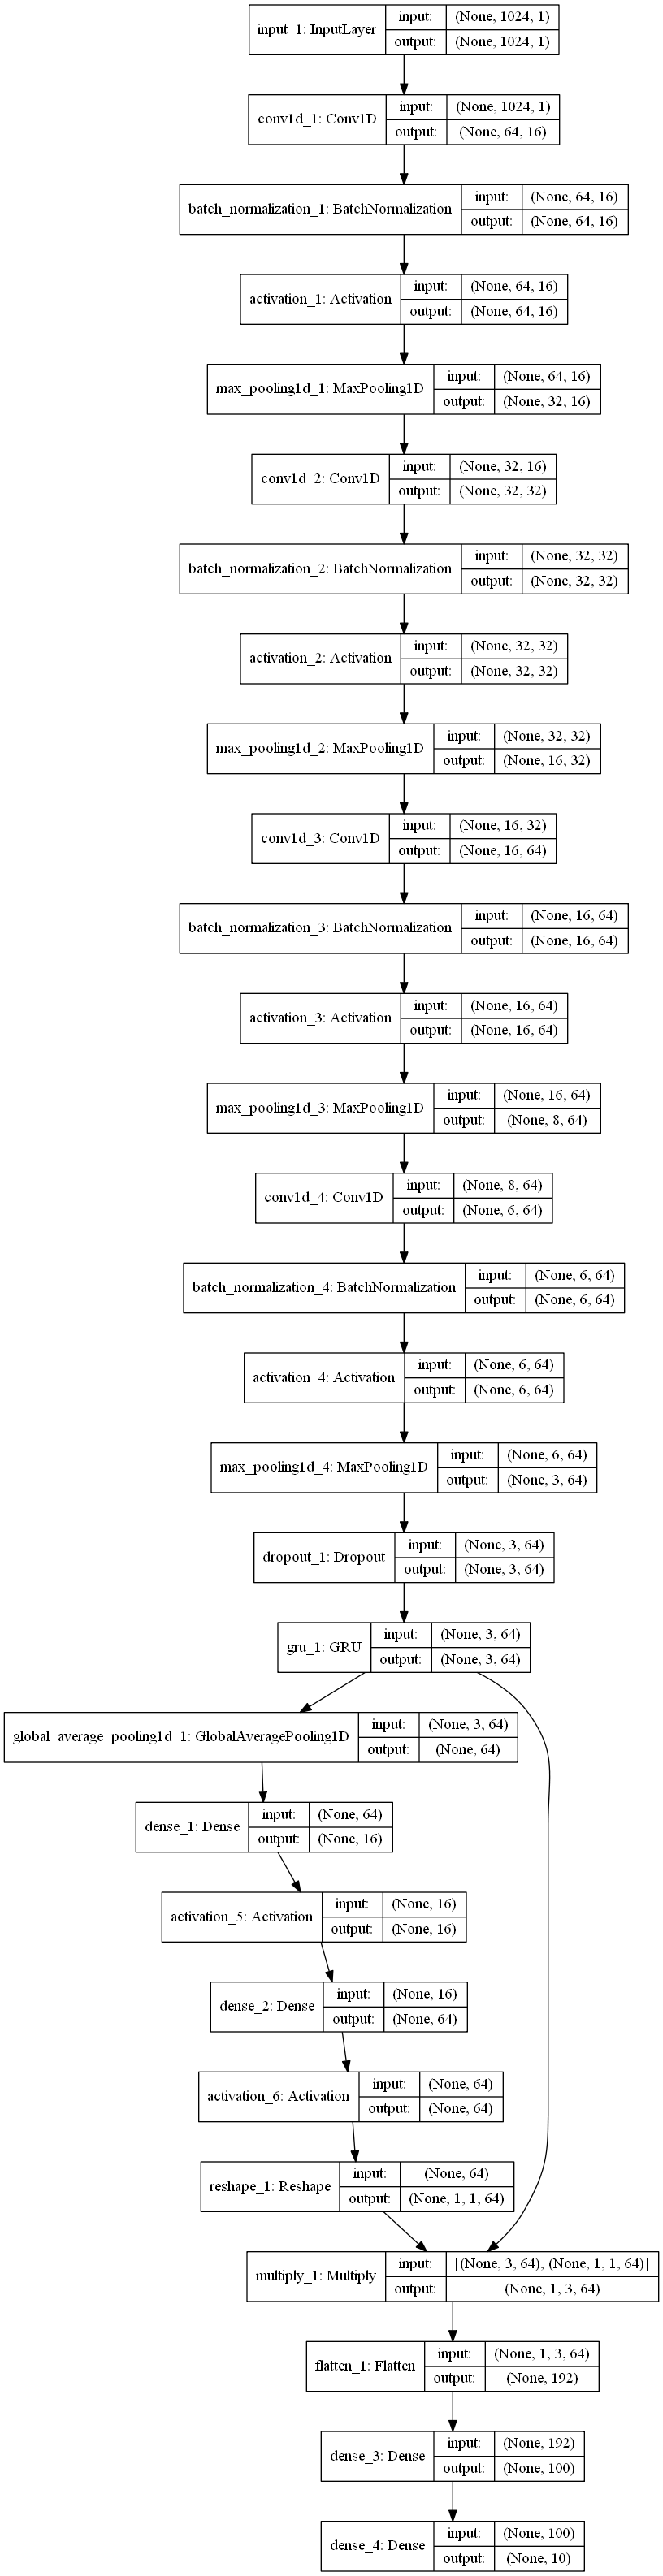 input_1: InputLayer
input: (None, 1024, 1)
output: (None, 1024, 1)
conv1d_1: Conv1D
input: (None, 1024, 1)
output: (None, 64, 16)
batch_normalization_1: BatchNormalization
input: (None, 64, 16)
output: (None, 64, 16)
activation_1: Activation
input: (None, 64, 16)
output: (None, 64, 16)
max_pooling1d_1: MaxPooling1D
input: (None, 64, 16)
output: (None, 32, 16)
conv1d_2: Conv1D
input: (None, 32, 16)
output: (None, 32, 32)
batch_normalization_2: BatchNormalization
input: (None, 32, 32)
output: (None, 32, 32)
activation_2: Activation
input: (None, 32, 32)
output: (None, 32, 32)
max_pooling1d_2: MaxPooling1D
input: (None, 32, 32)
output: (None, 16, 32)
conv1d_3: Conv1D
input: (None, 16, 32)
output: (None, 16, 64)
batch_normalization_3: BatchNormalization
input: (None, 16, 64)
output: (None, 16, 64)
activation_3: Activation
input: (None, 16, 64)
output: (None, 16, 64)
max_pooling1d_3: MaxPooling1D
input: (None, 16, 64)
output: (None, 8, 64)
conv1d_4: Conv1D
input: (None, 8, 64)
output: (None, 6, 64)
batch_normalization_4: BatchNormalization
input: (None, 6, 64)
output: (None, 6, 64)
activation_4: Activation
input: (None, 6, 64)
output: (None, 6, 64)
max_pooling1d_4: MaxPooling1D
input: (None, 6, 64)
output: (None, 3, 64)
dropout_1: Dropout
input: (None, 3, 64)
output: (None, 3, 64)
gru_1: GRU
input: (None, 3, 64)
output: (None, 3, 64)
global_average_pooling1d_1: GlobalAveragePooling1D
input: (None, 3, 64)
output: (None, 64)
dense_1: Dense
input: (None, 64)
output: (None, 16)
activation_5: Activation
input: (None, 16)
output: (None, 16)
dense_2: Dense
input: (None, 16)
output: (None, 64)
activation_6: Activation
input: (None, 64)
output: (None, 64)
reshape_1: Reshape
input: (None, 64)
output: (None, 1, 1, 64)
multiply_1: Multiply
input: [(None, 3, 64), (None, 1, 1, 64)]
output: (None, 1, 3, 64)
flatten_1: Flatten
input: (None, 1, 3, 64)
output: (None, 192)
dense_3: Dense
input: (None, 192)
output: (None, 100)
dense_4: Dense
input: (None, 100)
output: (None, 10)